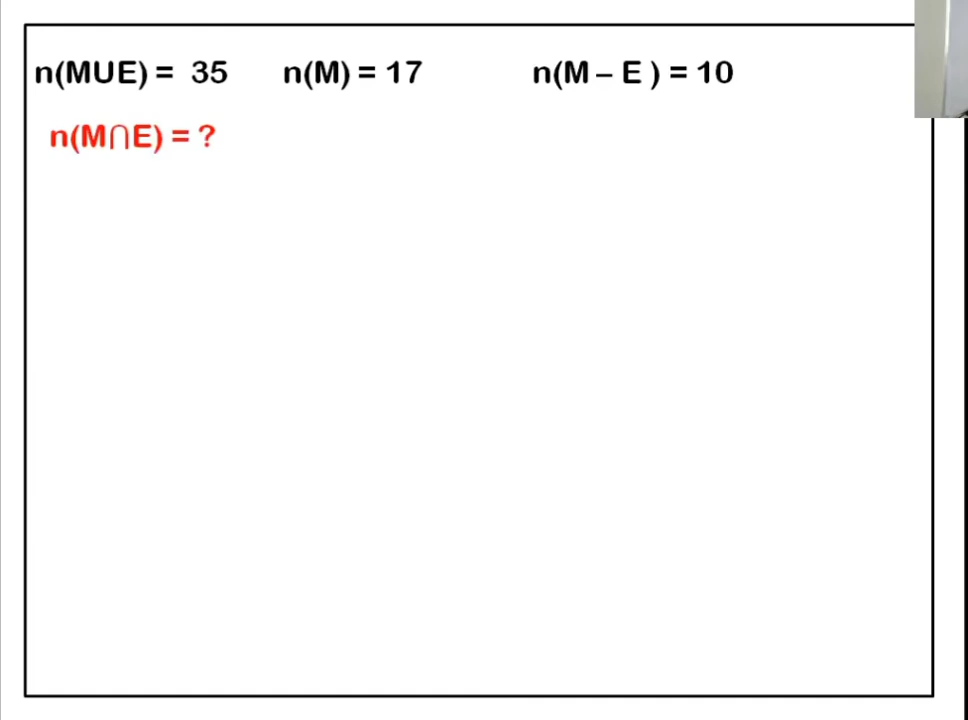 n(MUE) = 35 n(M) = 17 n(M – E ) = 10
n(M∩E) = ?